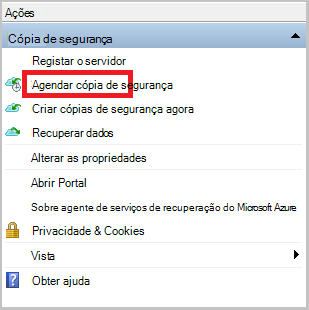 Ações
Cópia de segurança
Registar o servidor
Agendar cópia de segurança
Criar cópias de segurança agora
Recuperar dados
Alterar as propriedades
Abrir Portal
Sobre agente de serviços de recuperação do Microsoft Azure
Privacidade & Cookies
Vista
Obter ajuda